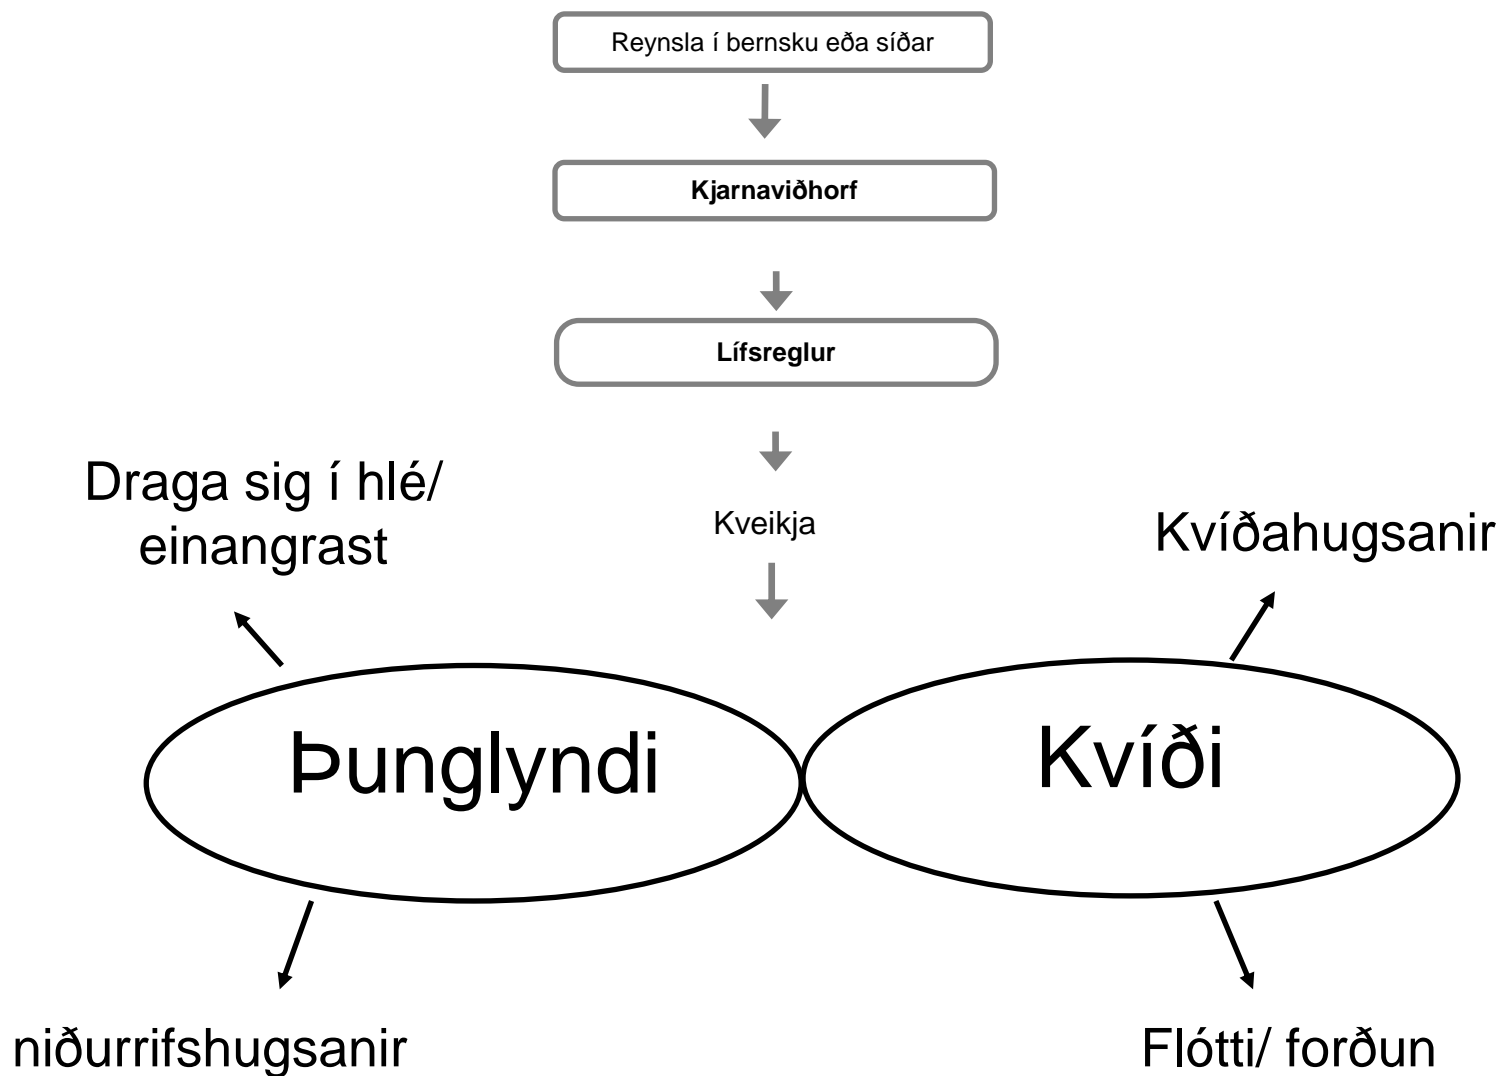 Reynsla í bernsku eða síðar
Kjarnaviðhorf
Lífsreglur
Draga sig í hlé/
einangrast
Kveikja
Kvíðahugsanir
Þunglyndi
Kvíði
niðurrifshugsanir
Flótti/ forðun